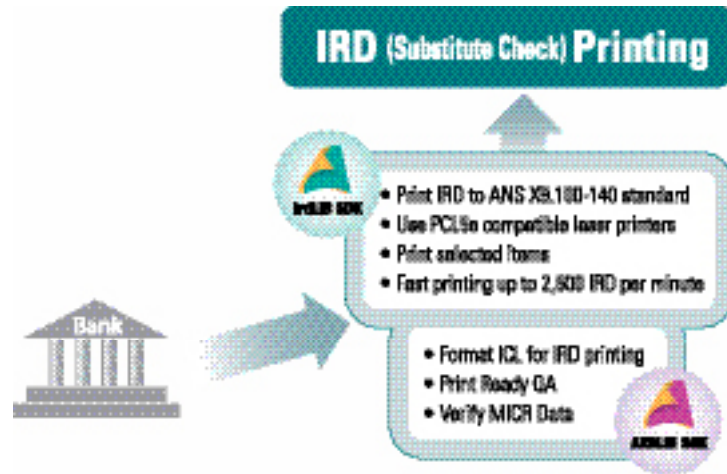 IRD (Substitute Check) Printing
• Print IRD to ANS X9.100-140 standard
• Use PCL5e compatible laser printers
• Print selected items
• Fast printing up to 2,600 IRD per minute
Bank
• Format ICL for IRD printing
• Print Ready QA
• Verify MICR Data
SDK